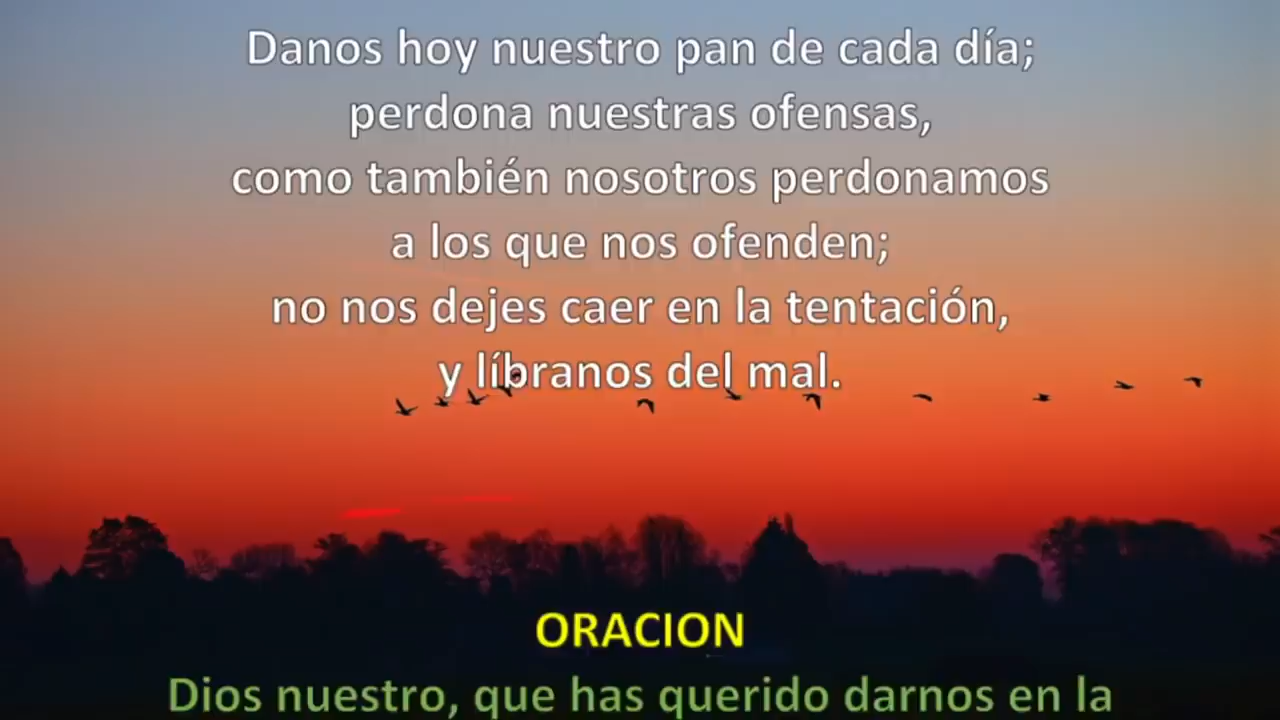 Danos hoy nuestro pan de cada día;
perdona nuestras ofensas,
como también nosotros perdonamos
a los que nos ofenden;
no nos dejes caer en la tentación,
y líbranos del mal.
ORACION
Dios nuestro, que has querido darnos en la